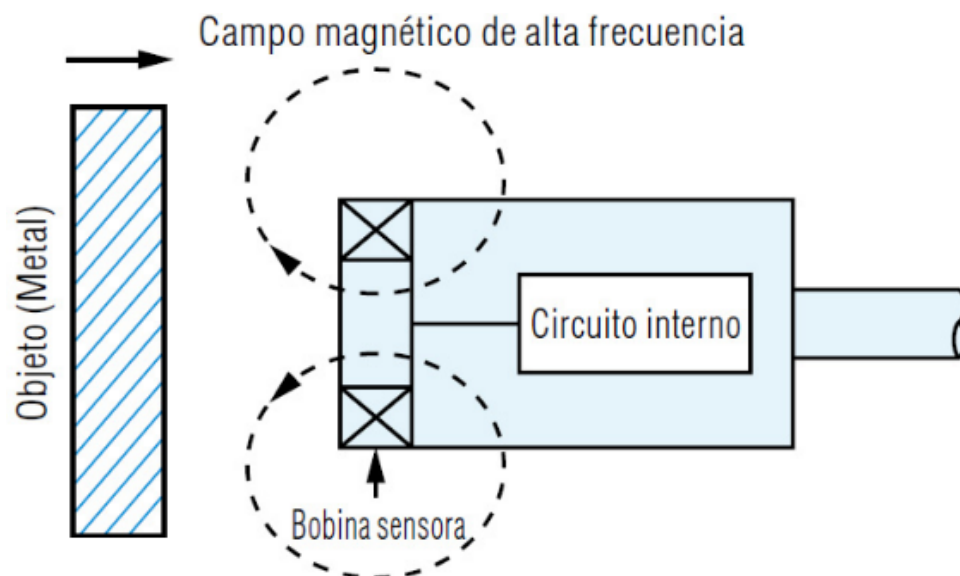 Campo magnético de alta frecuencia
Objeto (Metal)
Circuito interno
Bobina sensora